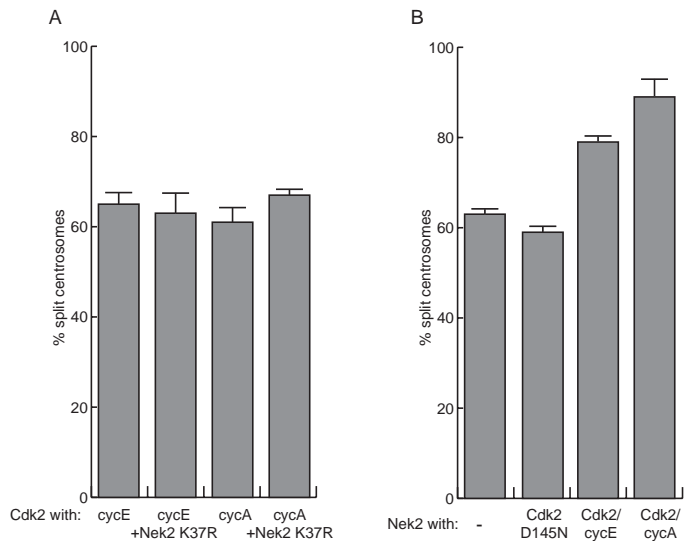 A
100
80
60
40
20
0
% split centrosomes
Cdk2 with: cycE cycE cycA cycA
+Nek2 K37R +Nek2 K37R
B
100
80
60
40
20
0
% split centrosomes
Nek2 with: - Cdk2 Cdk2/ Cdk2/
D145N cycE cycA